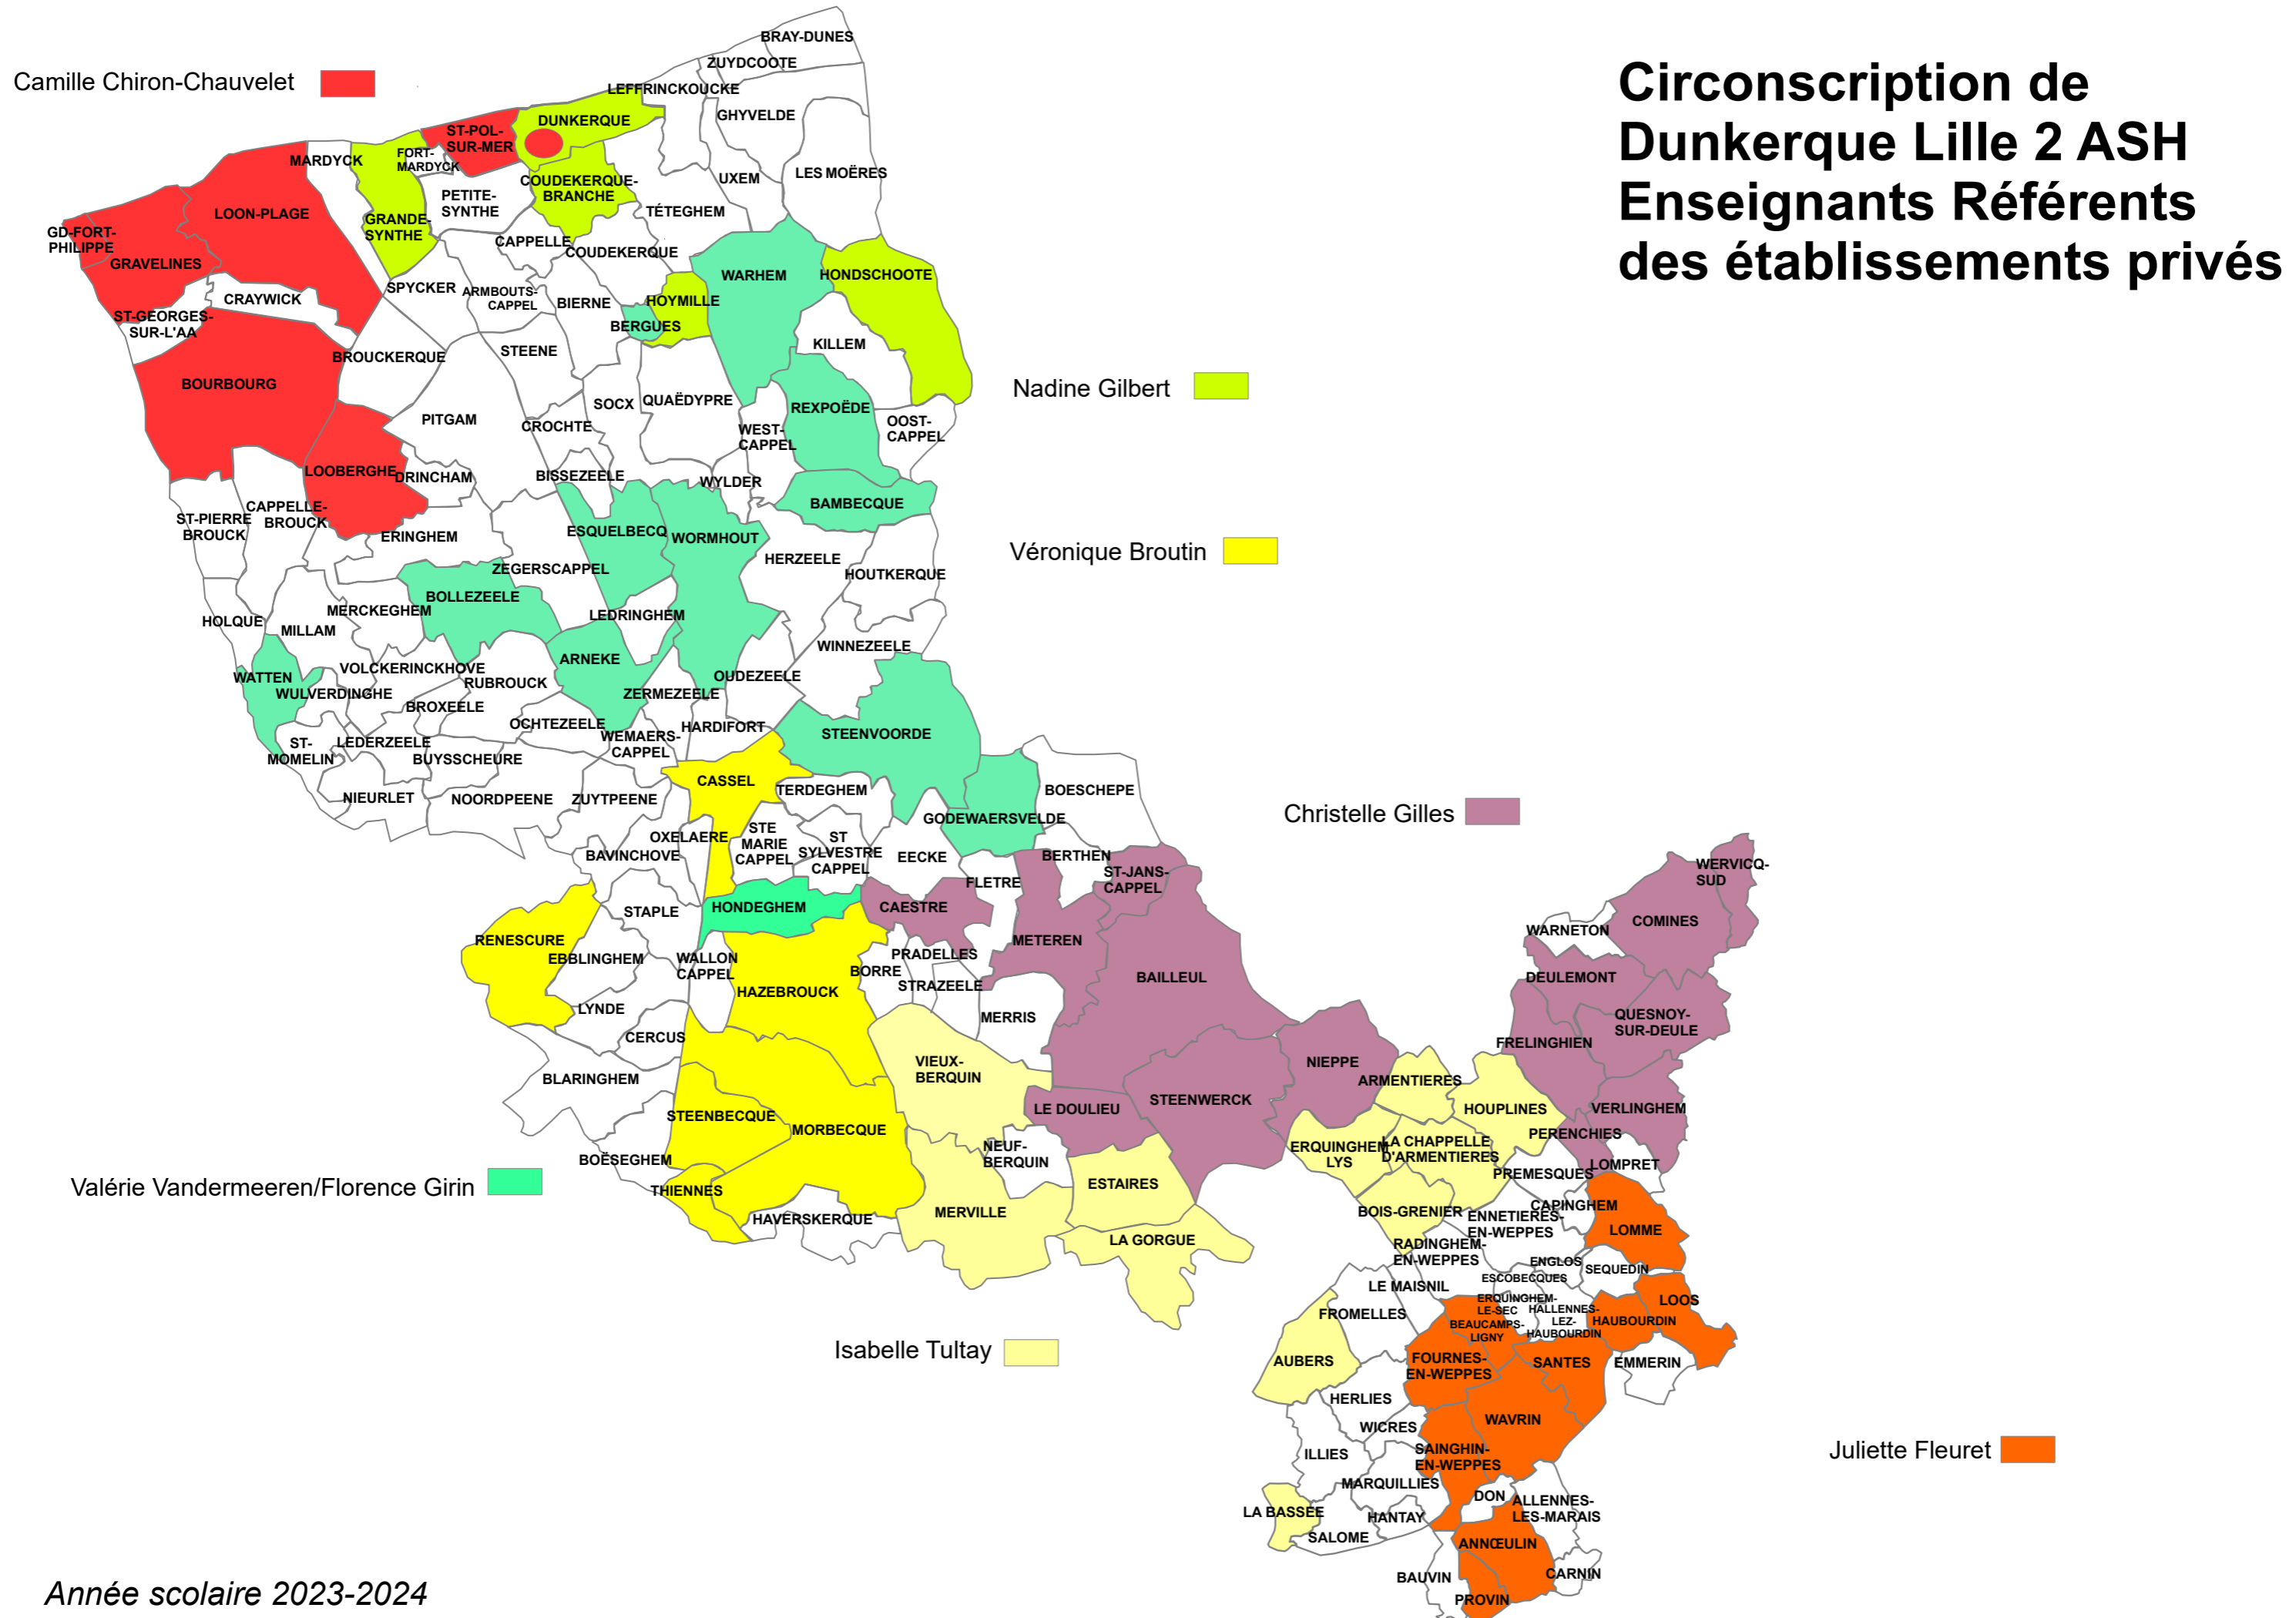 Circonscription de
Dunkerque Lille 2 ASH
Enseignants Référents
des établissements privés
Camille Chiron-Chauvelet
BRAY-DUNES
ZUYDCOOTE
LEFFRINCKOUCKE
GHYVELDE
DUNKERQUE
ST-POL-
SUR-MER
MARDYCK
FORT-
MARDYCK
LES MOËRES
UXEM
COUDEKERQUE-
BRANCHE
PETITE-
SYNTHE
TÉTEGHEM
LOON-PLAGE
GRANDE-
SYNTHE
GD-FORT-
PHILIPPE
GRAVELINES
CAPPELLE
COUDEKERQUE
WARHEM
HONDSCHOOTE
SPYCKER
ARMBOUTS-
CAPPEL
BIERNE
HOYMILLE
CRAYWICK
ST-GEORGES-
SUR-L'AA
BERGUES
KILLEM
BROUCKERQUE
STEENE
BOURBOURG
Nadine Gilbert
SOCX
QUAËDYPRE
REXPOËDE
PITGAM
CROCHTE
WEST-
CAPPEL
OOST-
CAPPEL
LOOBERGHE
DRINCHAM
BISSEZEELE
WYLDER
BAMBECQUE
CAPPELLE-
BROUCK
ST-PIERRE
BROUCK
ERINGHEM
ESQUELBECQ
WORMHOUT
Véronique Broutin
HERZEELE
ZEGERSCAPPEL
HOUTKERQUE
BOLLEZEELE
MERCKEGHEM
LEDRINGHEM
HOLQUE
MILLAM
WINNEZEELE
ARNEKE
VOLCKERINCKHOVE
WATTEN
WULVERDINGHE
RUBROUCK
OUDEZEELE
ZERMEZEELE
BROXEELE
OCHTEZEELE
HARDIFORT
STEENVOORDE
WEMAERS-
CAPPEL
ST-
MOMELIN
LEDERZEELE
BUYSSCHEURE
CASSEL
TERDEGHEM
BOESCHEPE
NIEURLET
NOORDPEENE
ZUYTPEENE
GODEWAERSVELDE
Christelle Gilles
OXELAERE
STE
MARIE
CAPPEL
ST
SYLVESTRE
CAPPEL
BAVINCHOVE
EECKE
BERTHEN
ST-JANS-
CAPPEL
FLETRE
WERVICQ-
SUD
HONDEGHEM
CAESTRE
STAPLE
COMINES
WARNETON
RENESCURE
EBBLINGHEM
WALLON
CAPPEL
METEREN
PRADELLES
BORRE
STRAZEELE
BAILLEUL
DEULEMONT
HAZEBROUCK
LYNDE
MERRIS
QUESNOY-
SUR-DEULE
CERCUS
FRELINGHIEN
VIEUX-
BERQUIN
NIEPPE
BLARINGHEM
ARMENTIERES
STEENWERCK
LE DOULIEU
HOUPLINES
VERLINGHEM
STEENBECQUE
MORBECQUE
PERENCHIES
NEUF-
BERQUIN
ERQUINGHEM
LYS
LA CHAPPELLE
D'ARMENTIERES
BOËSEGHEM
LOMPRET
PREMESQUES
Valérie Vandermeeren/Florence Girin
THIENNES
ESTAIRES
MERVILLE
HAVERSKERQUE
BOIS-GRENIER
CAPINGHEM
ENNETIERES-
EN-WEPPES
LOMME
LA GORGUE
RADINGHEM-
EN-WEPPES
ENGLOS
SEQUEDIN
ESCOBECQUES
LE MAISNIL
FROMELLES
ERQUINGHEM-
LE-SEC
HALLENNES-
LEZ-
HAUBOURDIN
LOOS
HAUBOURDIN
BEAUCAMPS-
LIGNY
Isabelle Tultay
AUBERS
FOURNES-
EN-WEPPES
SANTES
EMMERIN
HERLIES
WICRES
WAVRIN
ILLIES
SAINGHIN-
EN-WEPPES
Juliette Fleuret
MARQUILLIES
DON
ALLENNES-
LES-MARAIS
LA BASSEE
HANTAY
SALOME
ANNŒULIN
BAUVIN
CARNIN
PROVIN
Année scolaire 2023-2024